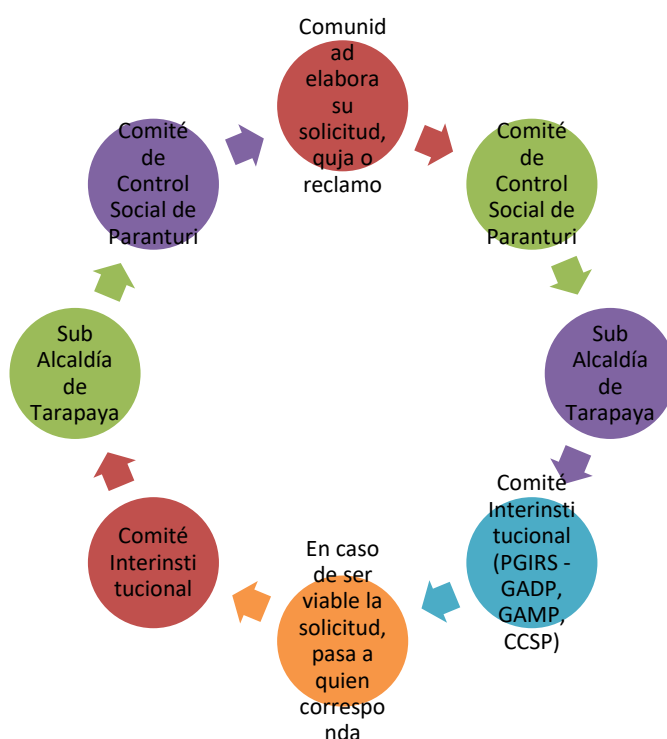 Comunid
ad
elabora
su
solicitud,
quja o
reclamo
Comité
de
Control
Social de
Paranturi
Sub
Alcaldía
de
Tarapaya
Comité
Interinsti
tucional
(PGIRS -
GADP,
GAMP,
CCSP)
En caso
de ser
viable la
solicitud,
pasa a
quien
correspo
nda
Comité
Interinsti
tucional
Sub
Alcaldía
de
Tarapaya
Comité
de
Control
Social de
Paranturi